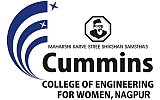 MAHARSHI KARVE STREE SHIKSHAN SAMSTHA'S
Cummins
COLLEGE OF ENGINEERING
FOR WOMEN, NAGPUR